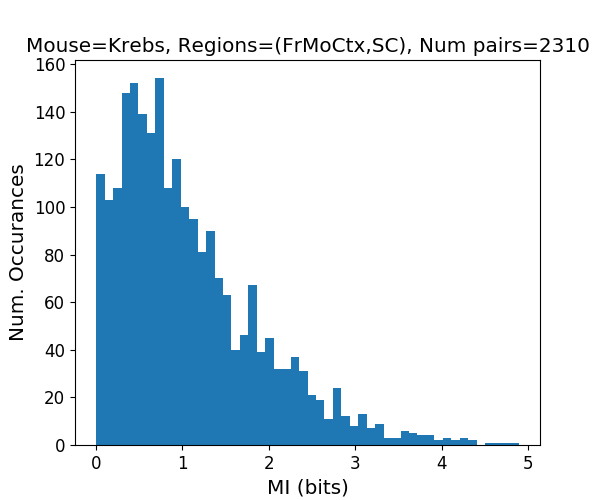 Mouse=Krebs, Regions=(FrMoCtx,SC), Num pairs=2310
160
140
120
100
80
60
40
20
0
Num. Occurances
0 1 2 3 4 5
MI (bits)